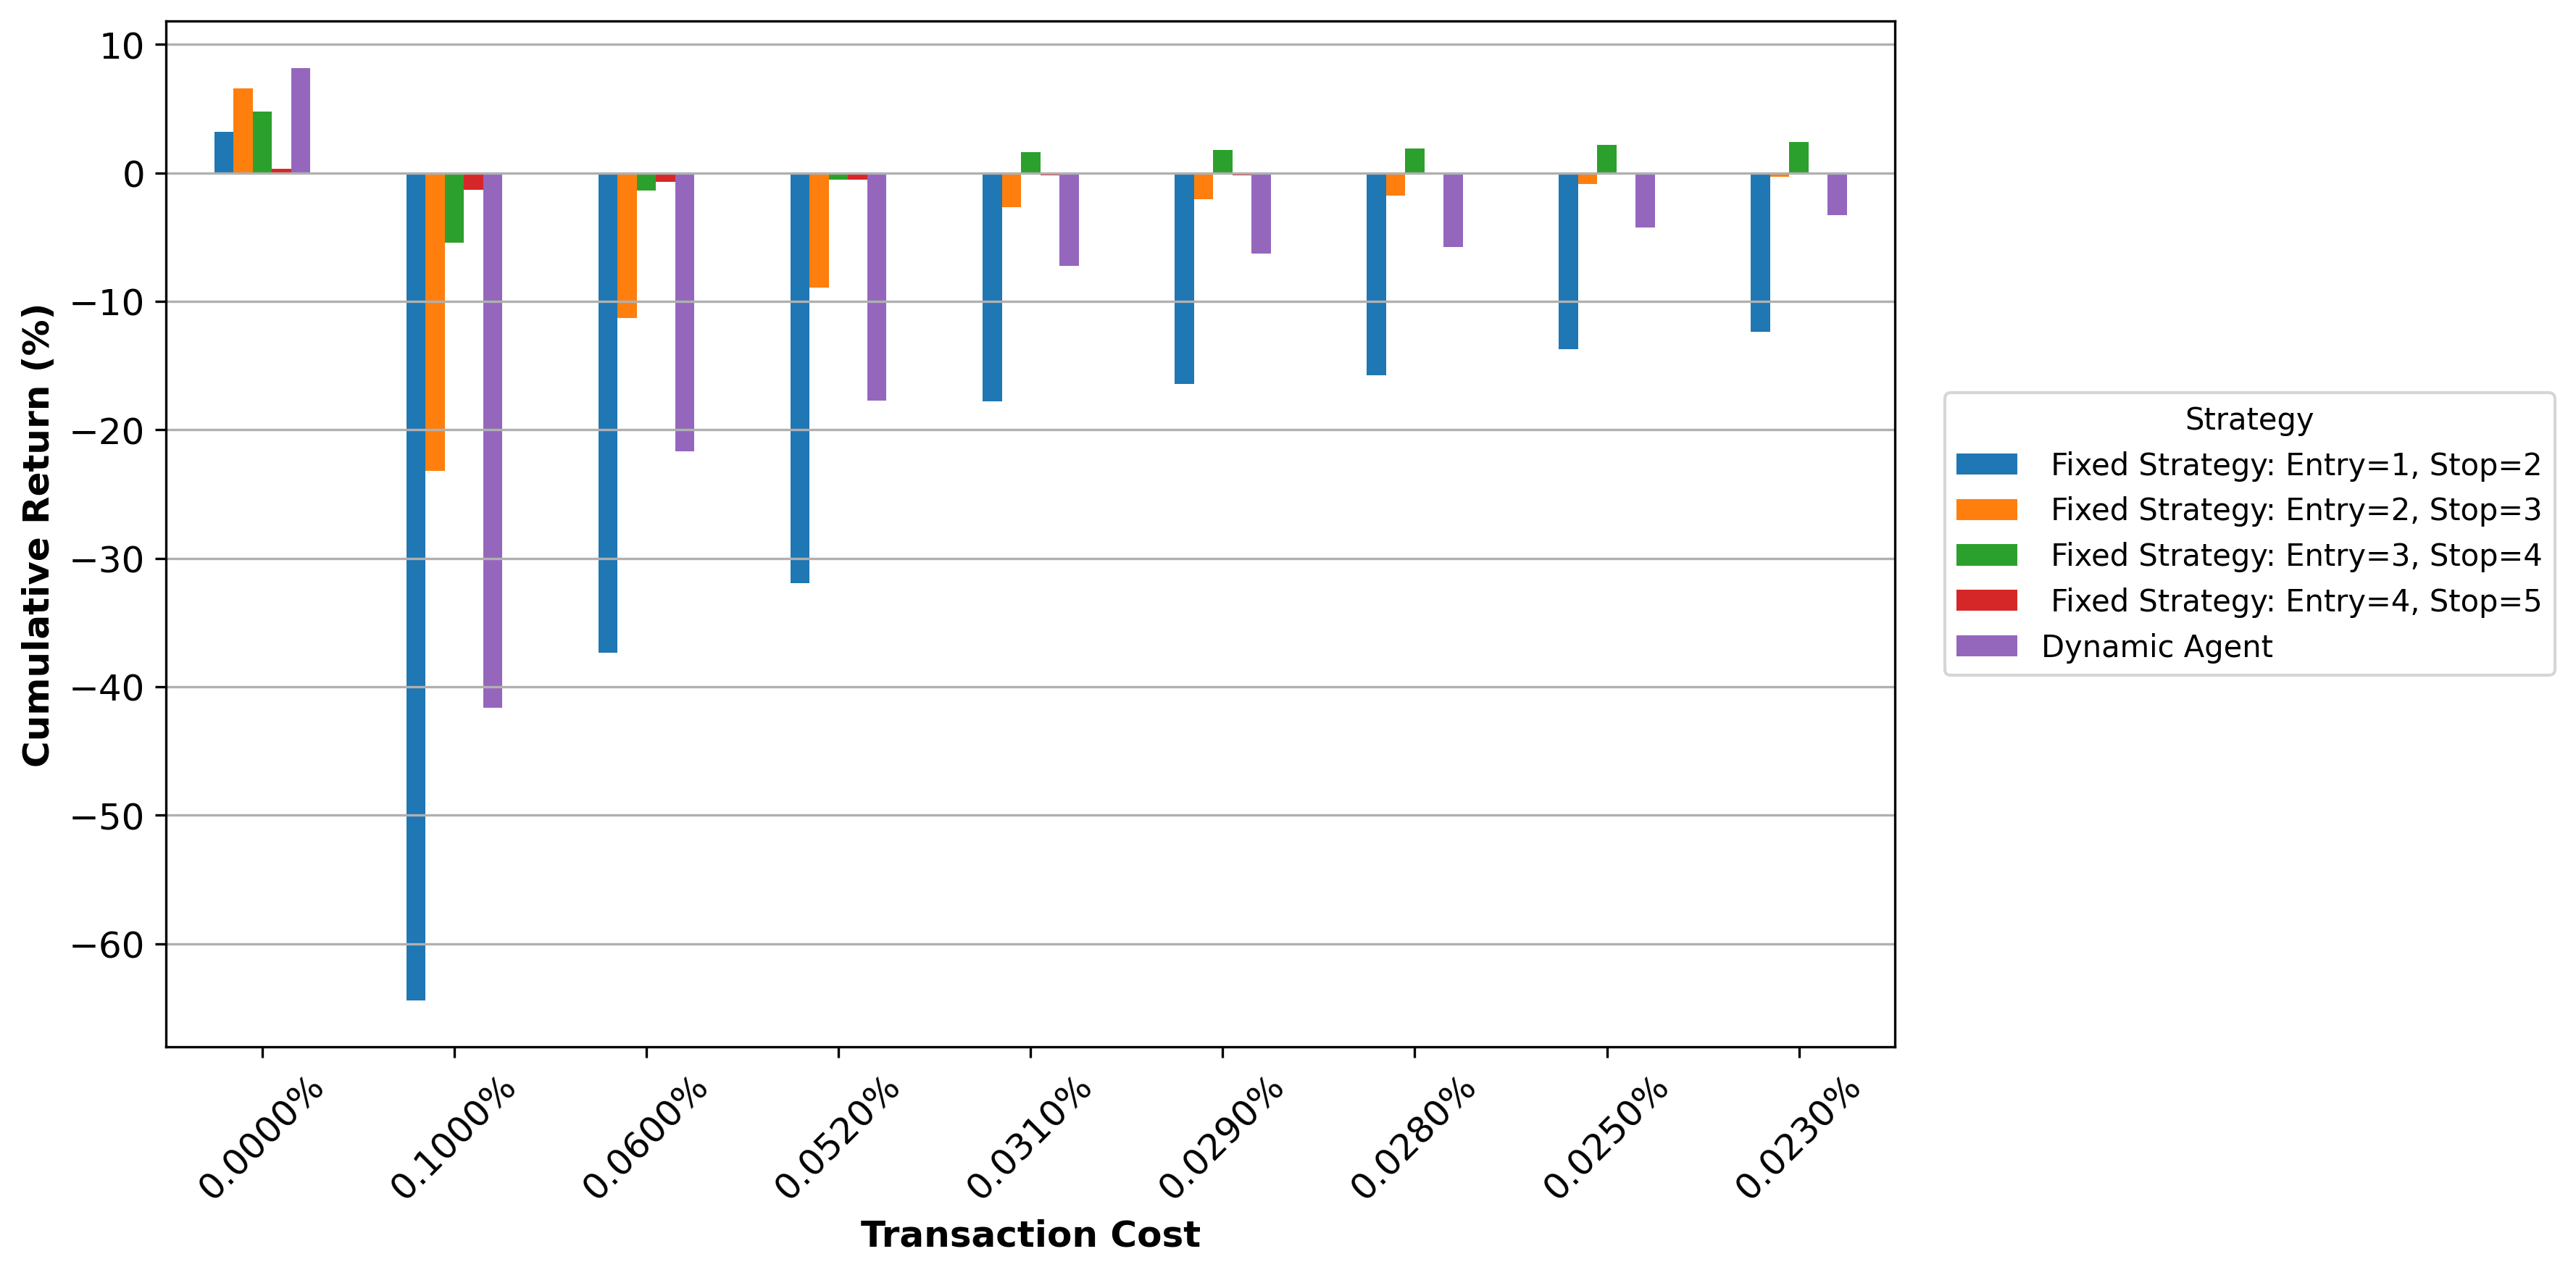 Cumulative Return (%)
10
0
−10
−20
−30
−40
−50
−60
0.0000%
0.1000%
0.0600%
0.0520%
0.0310%
0.0290%
0.0280%
0.0250%
0.0230%
Transaction Cost
Strategy
Fixed Strategy: Entry=1, Stop=2
Fixed Strategy: Entry=2, Stop=3
Fixed Strategy: Entry=3, Stop=4
Fixed Strategy: Entry=4, Stop=5
Dynamic Agent